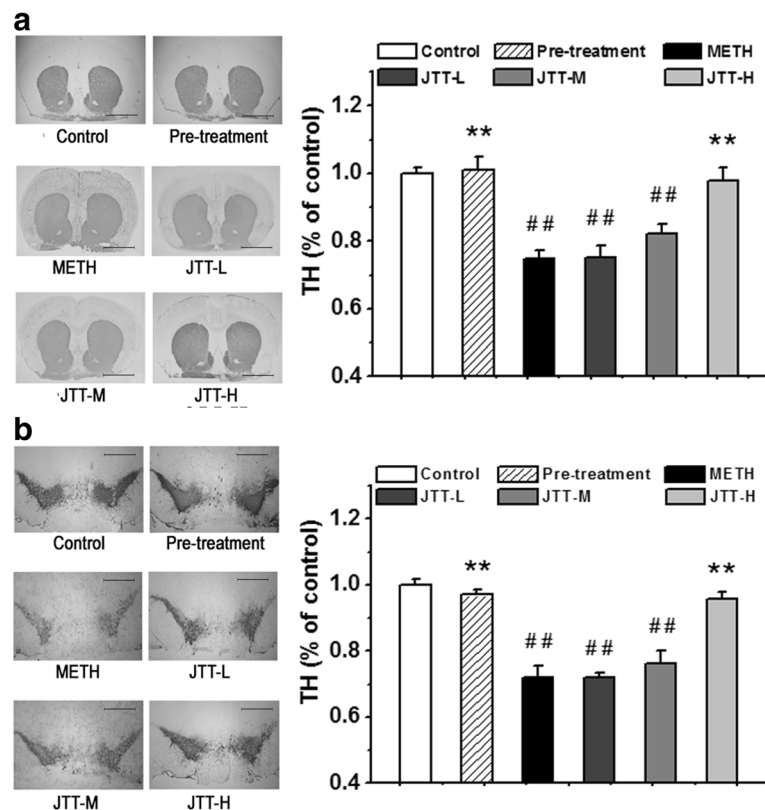 a
Control Pre-treatment
METH JTT-L
JTT-M JTT-H
Control Pre-treatment METH
JTT-L JTT-M JTT-H
TH (% of control)
1.2
1.0
0.8
0.6
0.4
** ## ## ## **
b
Control Pre-treatment
METH JTT-L
JTT-M JTT-H
Control Pre-treatment METH
JTT-L JTT-M JTT-H
TH (% of control)
1.2
1.0
0.8
0.6
0.4
** ## ## ## **